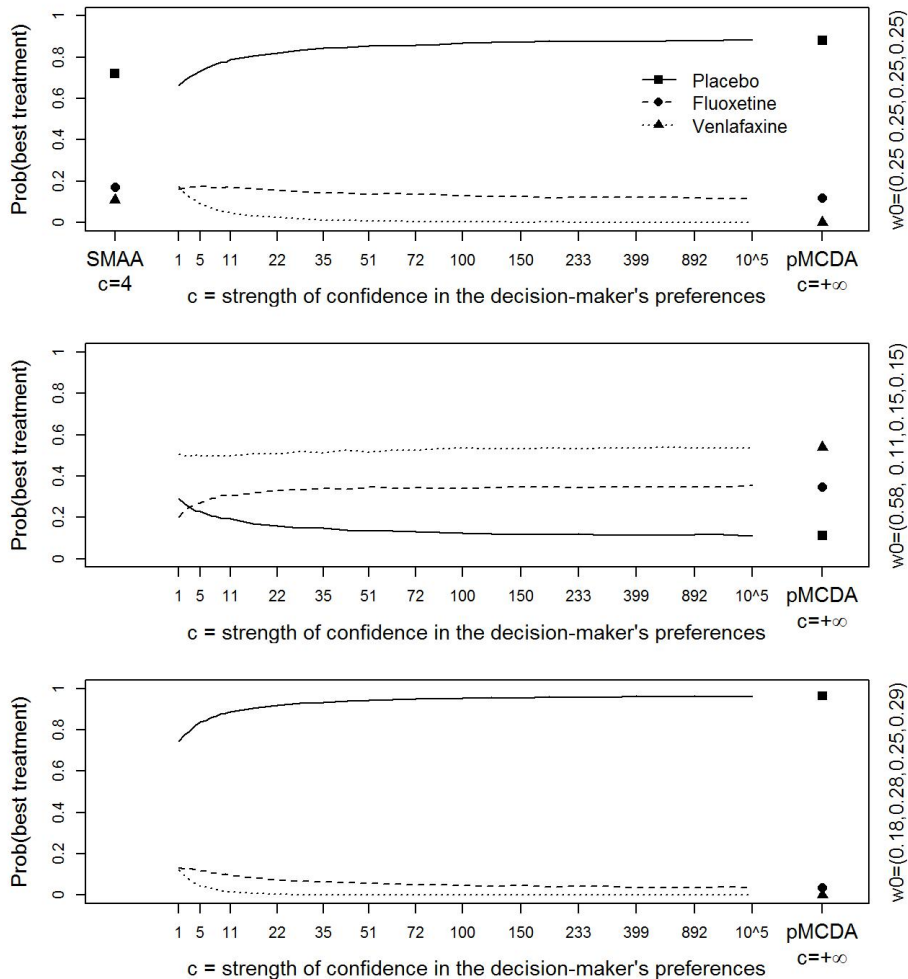 Prob(best treatment)
1
0.8
0.6
0.4
0.2
0
Placebo
Fluoxetine
Venlafaxine
w0=(0.25 0.25,0.25,0.25)
SMAA
c=4
1 5 11 22 35 51 72 100 150 233 399 892 10^5
pMCDA
c=+∞
c = strength of confidence in the decision-maker's preferences
Prob(best treatment)
1
0.8
0.6
0.4
0.2
0
w0=(0.58, 0.11,0.15,0.15)
1 5 11 22 35 51 72 100 150 233 399 892 10^5
pMCDA
c=+∞
c = strength of confidence in the decision-maker's preferences
Prob(best treatment)
1
0.8
0.6
0.4
0.2
0
w0=(0.18,0.28,0.25,0.29)
1 5 11 22 35 51 72 100 150 233 399 892 10^5
pMCDA
c=+∞
c = strength of confidence in the decision-maker's preferences